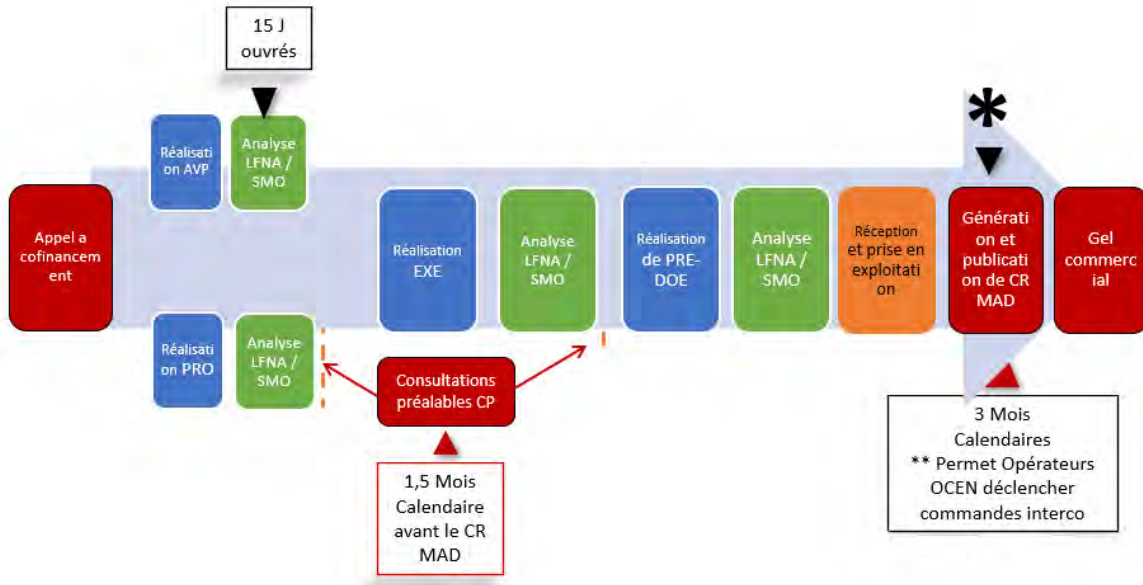 15 J
ouvrés
Réalisati
on AVP
Analyse
LFNA /
SMO
Appel a
cofinancem
ent
Réalisation
EXE
Analyse
LFNA /
SMO
Réalisation
de PRE-
DOE
Analyse
LFNA /
SMO
Réception
et prise en
exploitati
on
*
Générati
on et
publicati
on de CR
MAD
Gel
commerc
ial
Réalisati
on PRO
Analyse
LFNA /
SMO
Consultations
préalables CP
1,5 Mois
Calendaire
avant le CR
MAD
3 Mois
Calendaires
** Permet Opérateurs
OCEN déclencher
commandes interco